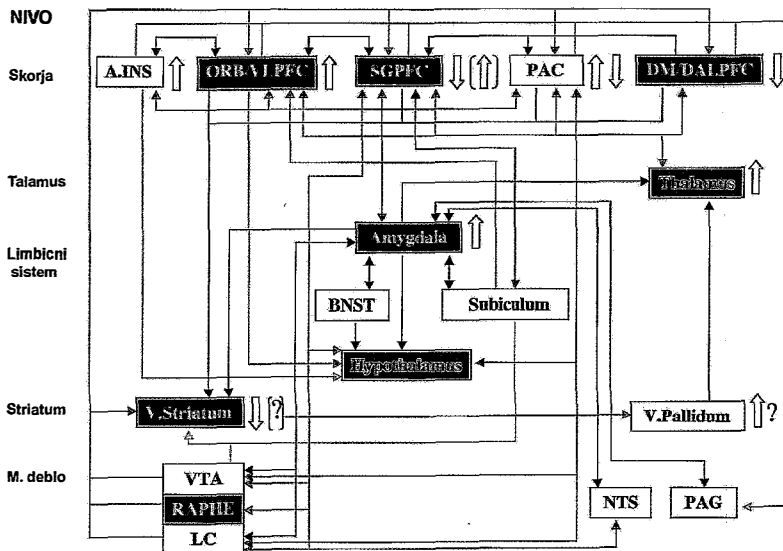 NIVO
Skorja
A.INS
ORB/VLPFC
SGPFC
PAC
DM/DALPFC
Talamus
Thalamus
Limbicni
sistem
Amygdala
BNST
Subiculum
Hypothalamus
Striatum
V.Striatum
(?)
V.Pallidum
?
M. deblo
VTA
RAPHE
LC
NTS
PAG